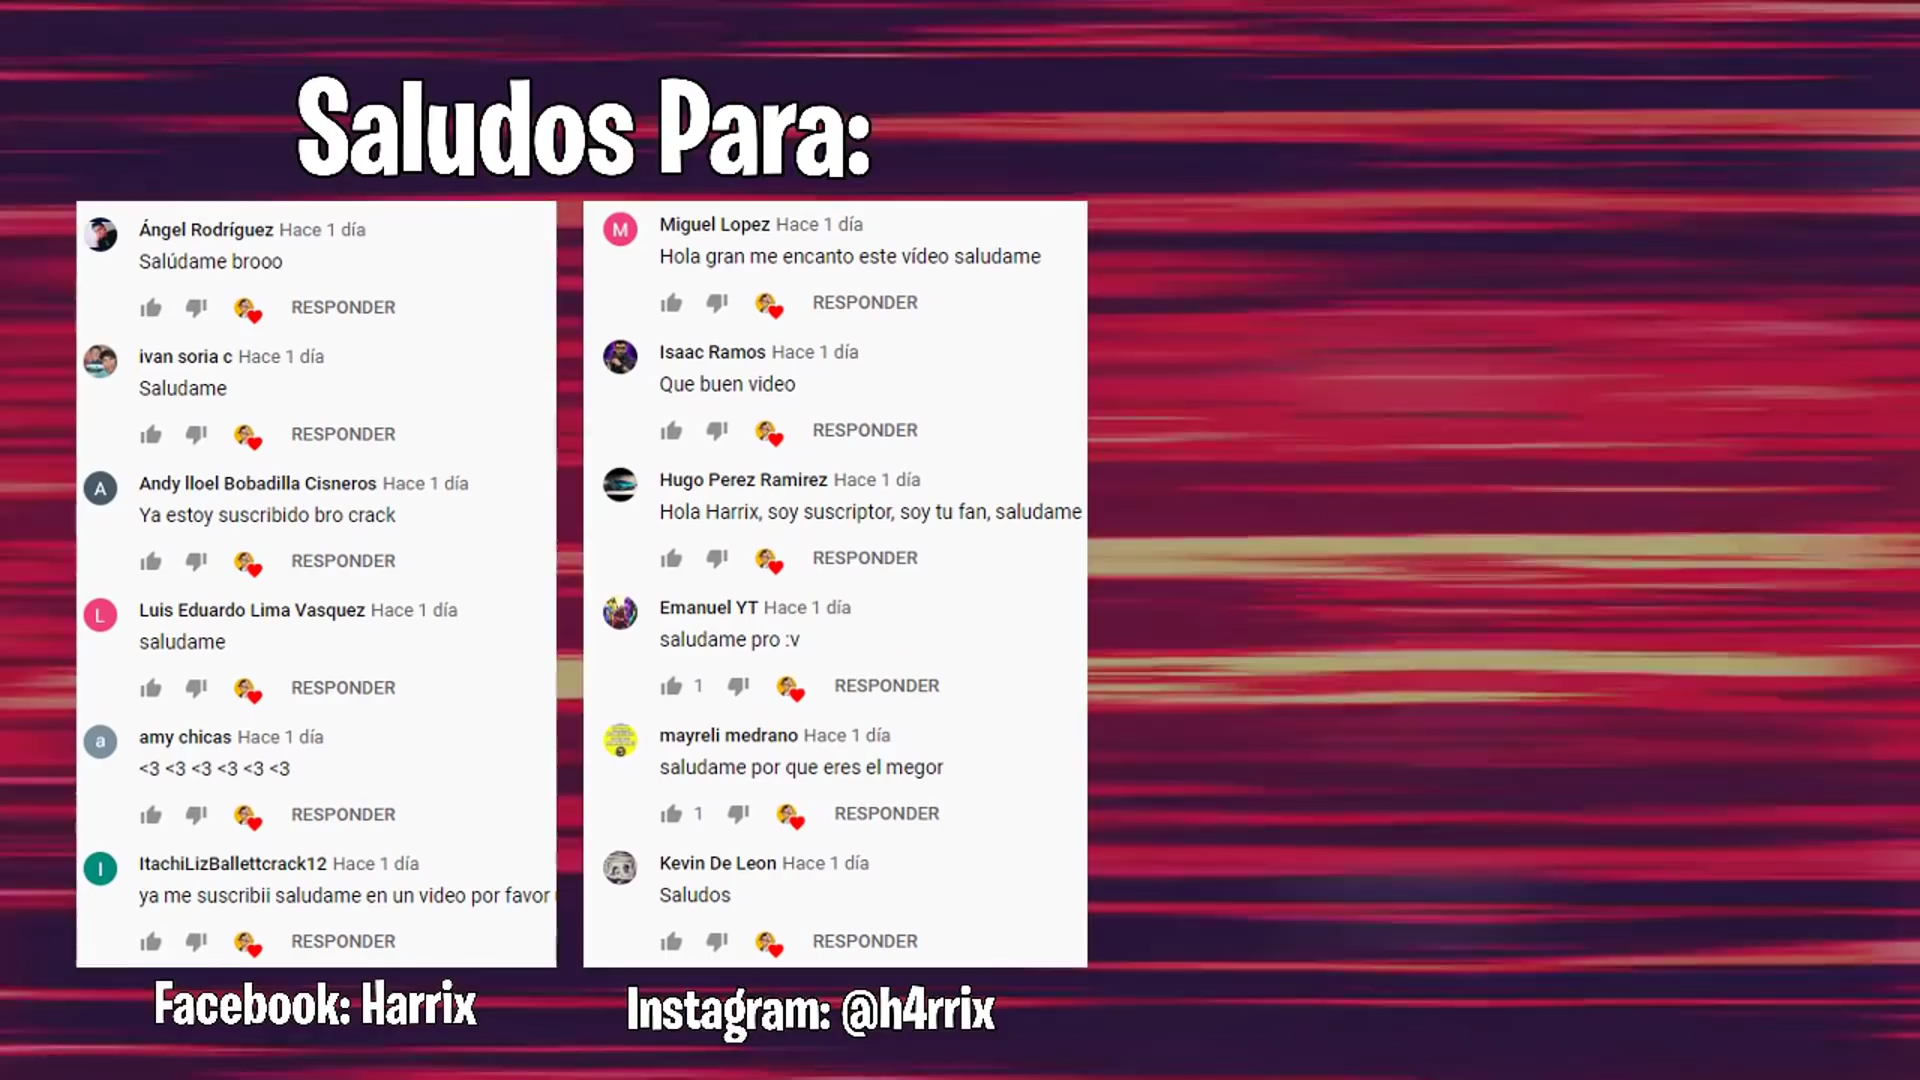 Saludos Para:
Ángel Rodríguez Hace 1 día
Salúdame brooo
RESPONDER
ivan soria c Hace 1 día
Saludame
RESPONDER
A
Andy lloel Bobadilla Cisneros Hace 1 día
Ya estoy suscribido bro crack
RESPONDER
L
Luis Eduardo Lima Vasquez Hace 1 día
saludame
RESPONDER
a
amy chicas Hace 1 día
<3 <3 <3 <3 <3 <3
RESPONDER
I
ItachiLizBallettcrack12 Hace 1 día
ya me suscribii saludame en un video por favor
RESPONDER
Facebook: Harrix
M
Miguel Lopez Hace 1 día
Hola gran me encanto este vídeo saludame
RESPONDER
Isaac Ramos Hace 1 día
Que buen video
RESPONDER
Hugo Perez Ramirez Hace 1 día
Hola Harrix, soy suscriptor, soy tu fan, saludame
RESPONDER
Emanuel YT Hace 1 día
saludame pro :v
1 RESPONDER
mayreli medrano Hace 1 día
saludame por que eres el megor
1 RESPONDER
Kevin De Leon Hace 1 día
Saludos
RESPONDER
Instagram: @h4rrix